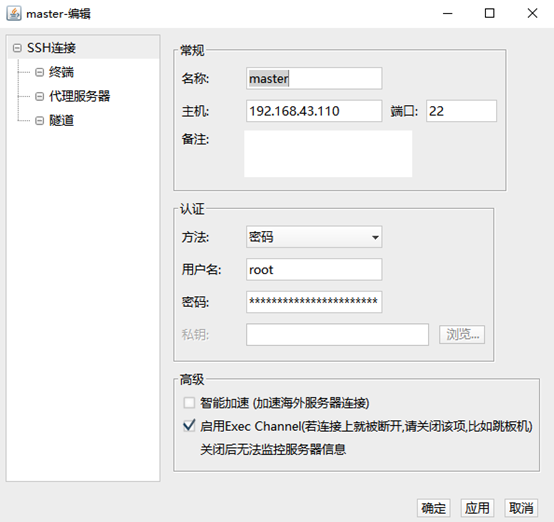 master-编辑
SSH连接
终端
代理服务器
隧道
常规
名称: master
主机: 192.168.43.110 端口: 22
备注:
认证
方法: 密码
用户名: root
密码: ***********************
私钥: 浏览...
高级
智能加速 (加速海外服务器连接)
启用Exec Channel(若连接上就被断开,请关闭该项,比如跳板机)
关闭后无法监控服务器信息
确定 应用 取消